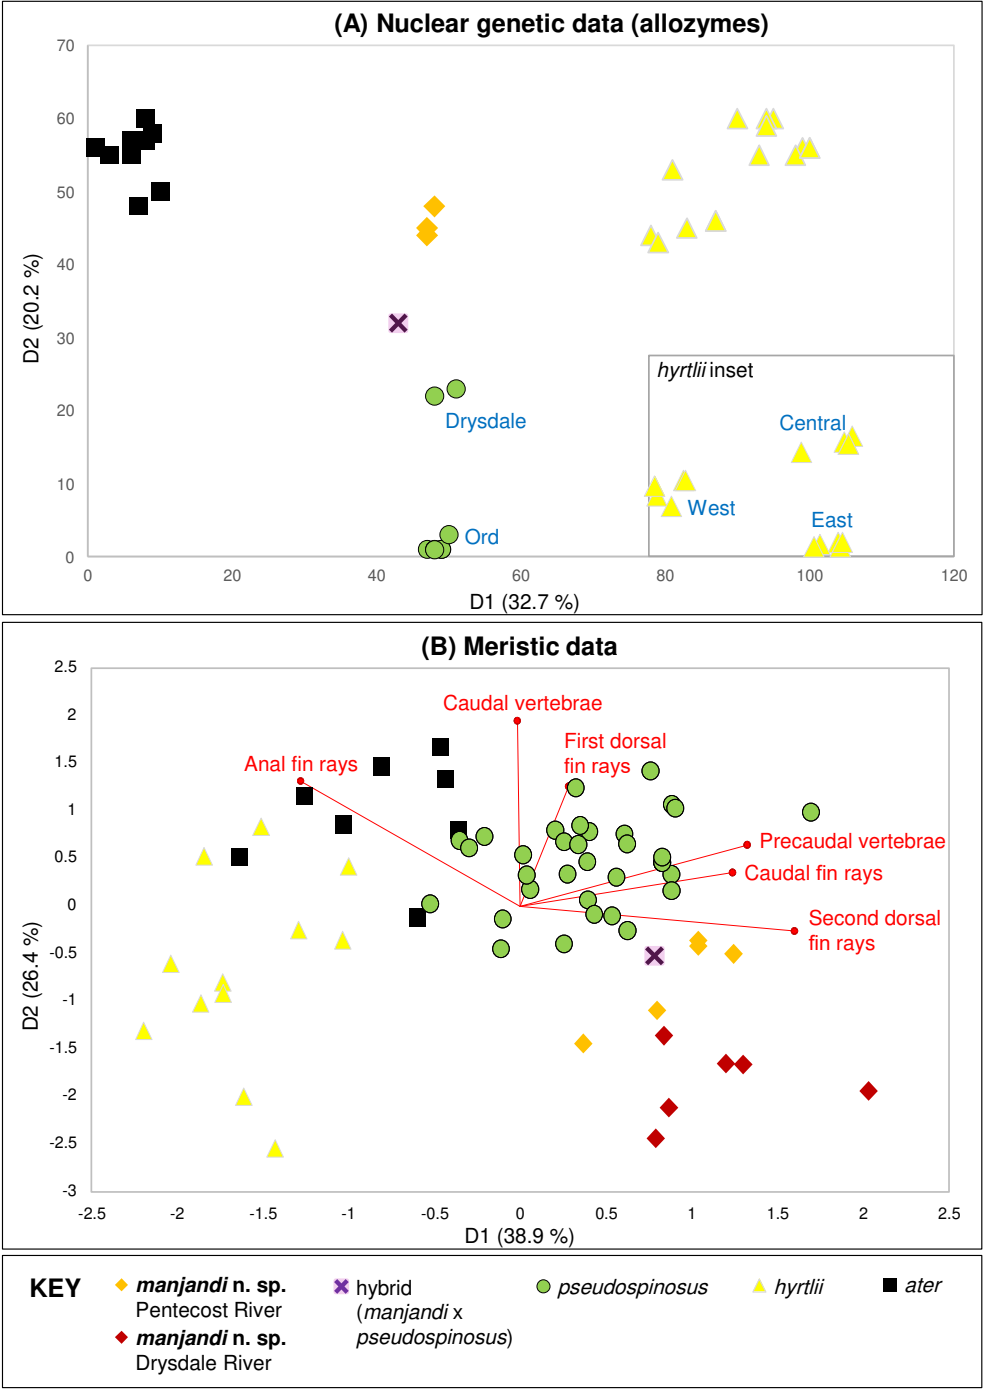 (A) Nuclear genetic data (allozymes)
70
60
50
40
30
20
10
0
D2 (20.2 %)
hyrtlii inset
Central
Drysdale
West
East
Ord
0 20 40 60 80 100 120
D1 (32.7 %)
(B) Meristic data
2.5
2
1.5
1
0.5
0
-0.5
-1
-1.5
-2
-2.5
-3
D2 (26.4 %)
Caudal vertebrae
First dorsal
fin rays
Anal fin rays
Precaudal vertebrae
Caudal fin rays
Second dorsal
fin rays
-2.5 -2 -1.5 -1 -0.5 0 0.5 1 1.5 2 2.5
D1 (38.9 %)
KEY
manjandi n. sp.
Pentecost River
manjandi n. sp.
Drysdale River
hybrid
(manjandi x
pseudospinosus)
pseudospinosus
hyrtlii
ater